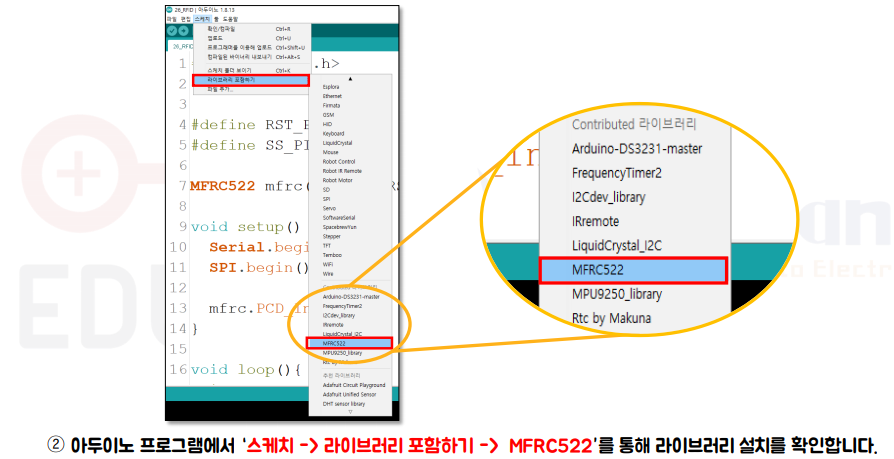 26_RFID | 아두이노 1.8.13
파일 편집 스케치 툴 도움말
확인/컴파일 Ctrl+R
업로드 Ctrl+U
프로그래머를 이용해 업로드 Ctrl+Shift+U
컴파일된 바이너리 내보내기 Ctrl+Alt+S
스케치 폴더 보이기 Ctrl+K
라이브러리 포함하기
파일 추가...
26_RFID
1 .h>
2
3
4 #define RST_P
5 #define SS_PI
6
7 MFRC522 mfrc(
8
9 void setup()
10 Serial.begi
11 SPI.begin()
12
13 mfrc.PCD_In
14 }
15
16 void loop(){
Esplora
Ethernet
Firmata
GSM
HID
Keyboard
LiquidCrystal
Mouse
Robot Control
Robot IR Remote
Robot Motor
SD
SPI
Servo
SoftwareSerial
SpacebrewYun
Stepper
TFT
Temboo
WiFi
Wire
Contributed 라이브러리
Arduino-DS3231-master
FrequencyTimer2
I2Cdev_library
IRremote
LiquidCrystal_I2C
MFRC522
MPU9250_library
Rtc by Makuna
추천 라이브러리
Adafruit Circuit Playground
Adafruit Unified Sensor
DHT sensor library
Contributed 라이브러리
Arduino-DS3231-master
FrequencyTimer2
I2Cdev_library
IRremote
LiquidCrystal_I2C
MFRC522
MPU9250_library
Rtc by Makuna
② 아두이노 프로그램에서 '스케치 -> 라이브러리 포함하기 -> MFRC522'를 통해 라이브러리 설치를 확인합니다.